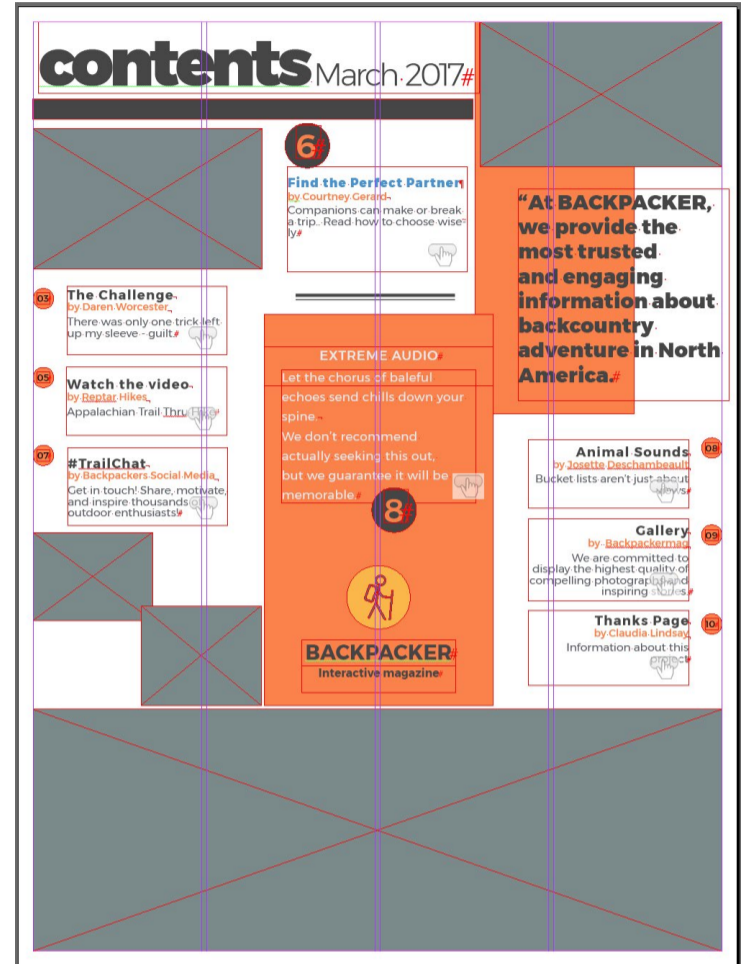 contents March 2017
6
Find the Perfect Partner
by Courtney Gerard
Companions can make or break
a trip. Read how to choose wise
ly.
“At BACKPACKER,
we provide the
most trusted
and engaging
information about
backcountry
adventure in North
America.
03
The Challenge
by Daren Worcester
There was only one trick left
up my sleeve - guilt.
05
Watch the video
by Reptar Hikes
Appalachian Trail Thru Hike
07
#TrailChat
by Backpackers Social Media
Get in touch! Share, motivate,
and inspire thousands of
outdoor enthusiasts!
EXTREME AUDIO
Let the chorus of baleful
echoes send chills down your
spine.
We don’t recommend
actually seeking this out,
but we guarantee it will be
memorable.
8
BACKPACKER
Interactive magazine
Animal Sounds
08
by Josette Deschambeault
Bucket lists aren’t just about
Gallery
09
by Backpackermag
We are committed to
display the highest quality of
compelling photography and
inspiring stories.
Thanks Page
10
by Claudia Lindsay
Information about this
project